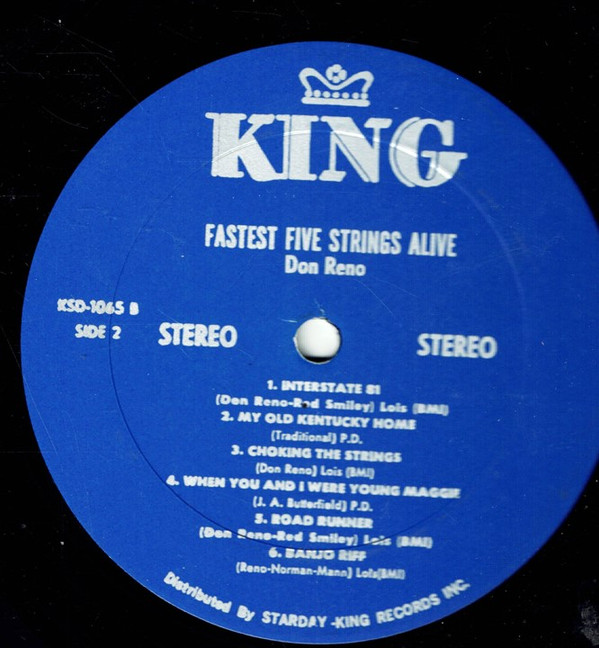 KING
FASTEST FIVE STRINGS ALIVE
Don Reno
KSD-1065 B
SIDE 2
STEREO
STEREO
1. INTERSTATE 81
(Don Reno-Red Smiley) Lois (BMI)
2. MY OLD KENTUCKY HOME
(Traditional) P.D.
3. CHOKING THE STRINGS
(Don Reno) Lois (BMI)
4. WHEN YOU AND I WERE YOUNG MAGGIE
(J. A. Butterfield) P.D.
5. ROAD RUNNER
(Don Reno-Red Smiley) Lois (BMI)
6. BANJO RIFF
(Reno-Norman-Mann) Lois(BMI)
Distributed By STARDAY-KING RECORDS INC.